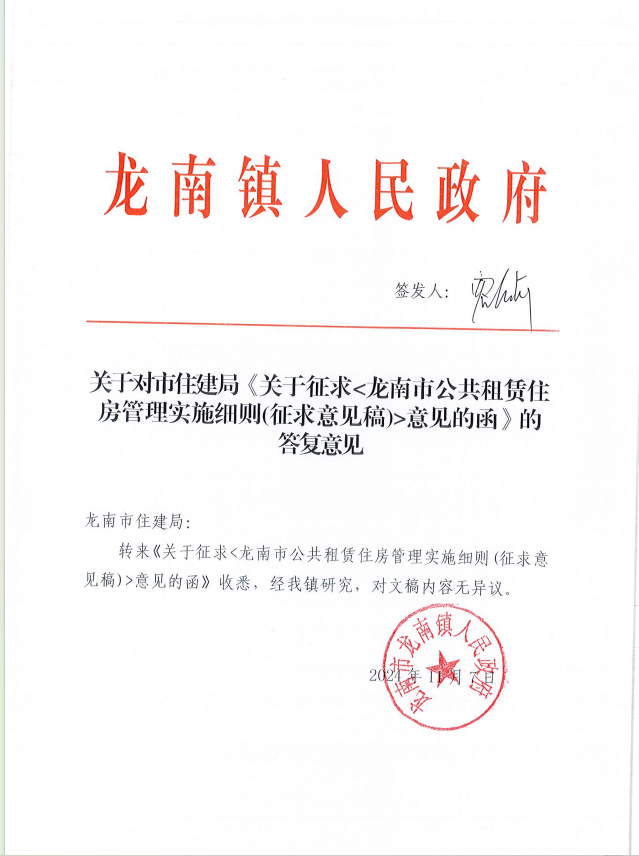 龙南镇人民政府
签发人：
关于对市住建局《关于征求<龙南市公共租赁住
房管理实施细则(征求意见稿)>意见的函》的
答复意见
龙南市住建局：
转来《关于征求<龙南市公共租赁住房管理实施细则(征求意
见稿)>意见的函》收悉，经我镇研究，对文稿内容无异议。
龙南市龙南镇人民政府
2024年11月7日